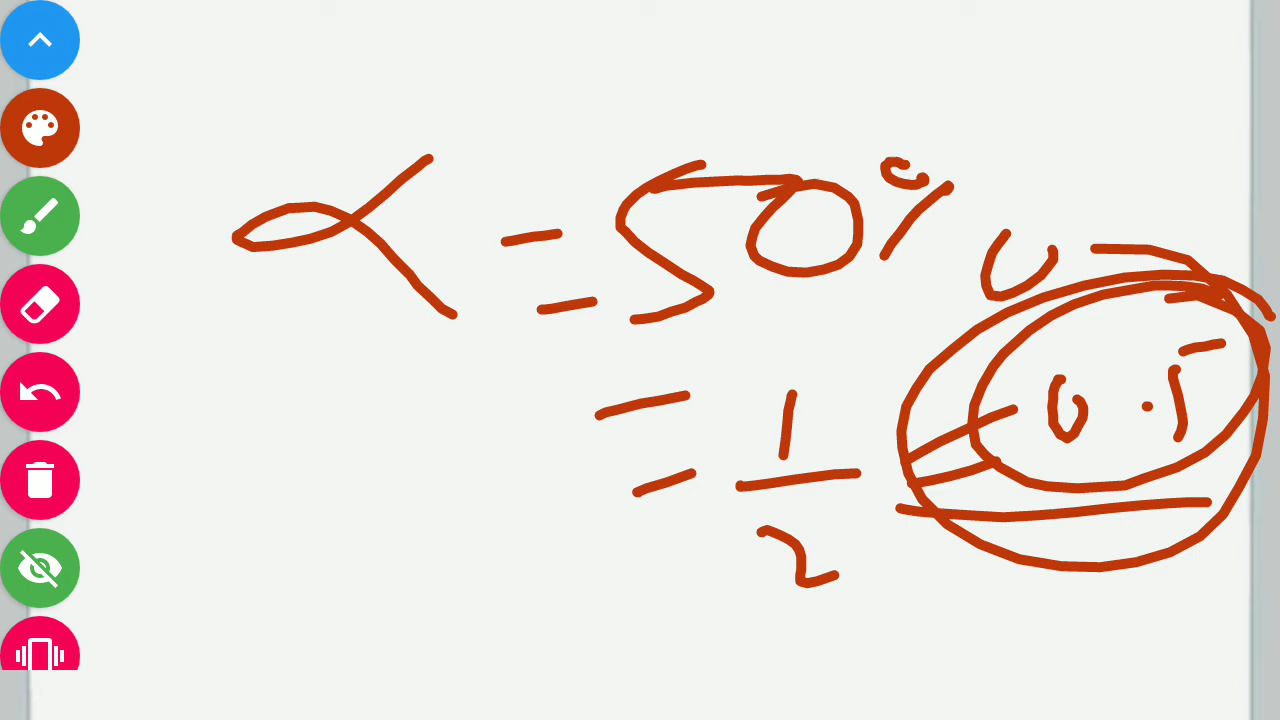 α = 50%
= 1/2 = 0.5